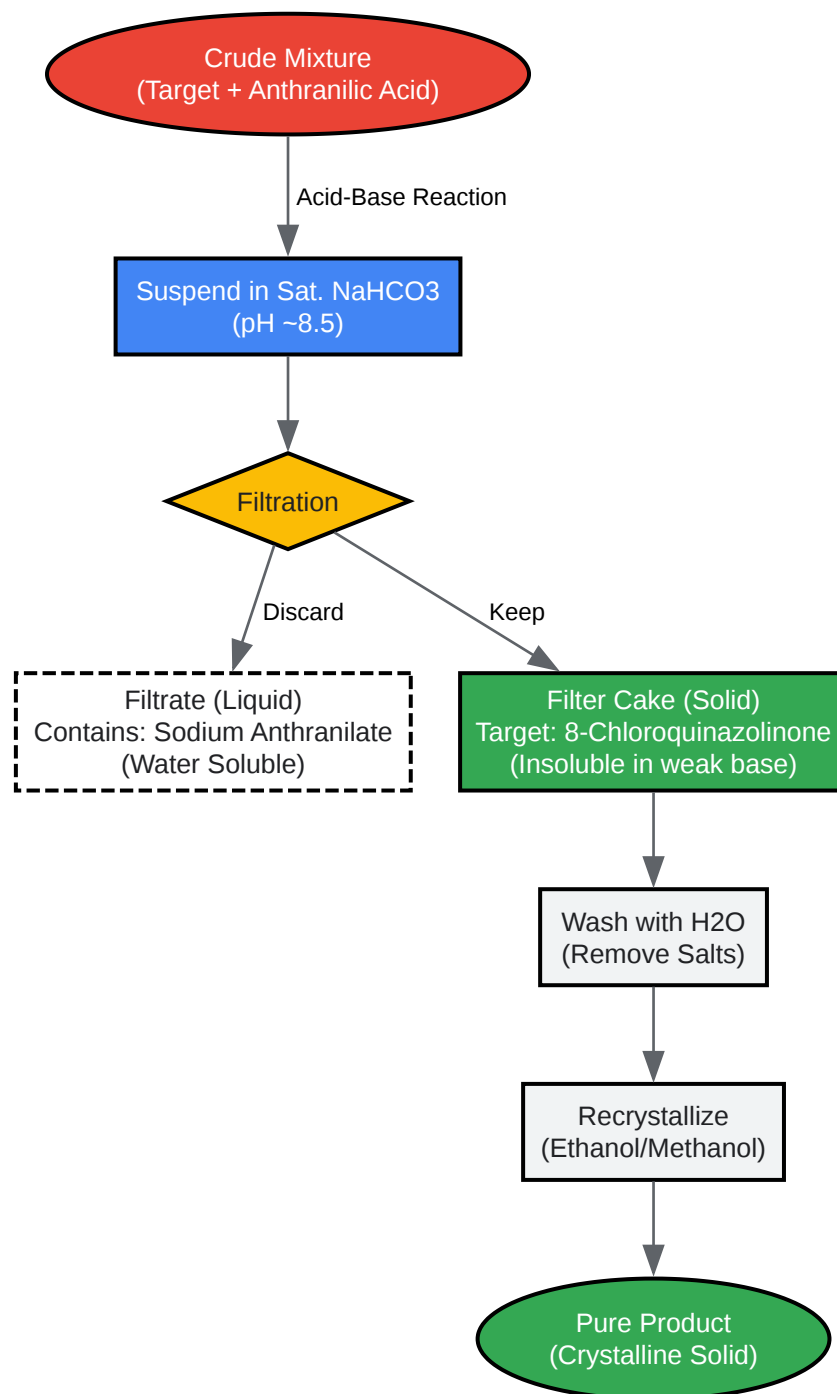 Crude Mixture
(Target + Anthranilic Acid)
Acid-Base Reaction
Suspend in Sat. NaHCO3
(pH ~8.5)
Filtration
Discard
Keep
Filtrate (Liquid)
Contains: Sodium Anthranilate
(Water Soluble)
Filter Cake (Solid)
Target: 8-Chloroquinazolinone
(Insoluble in weak base)
Wash with H2O
(Remove Salts)
Recrystallize
(Ethanol/Methanol)
Pure Product
(Crystalline Solid)